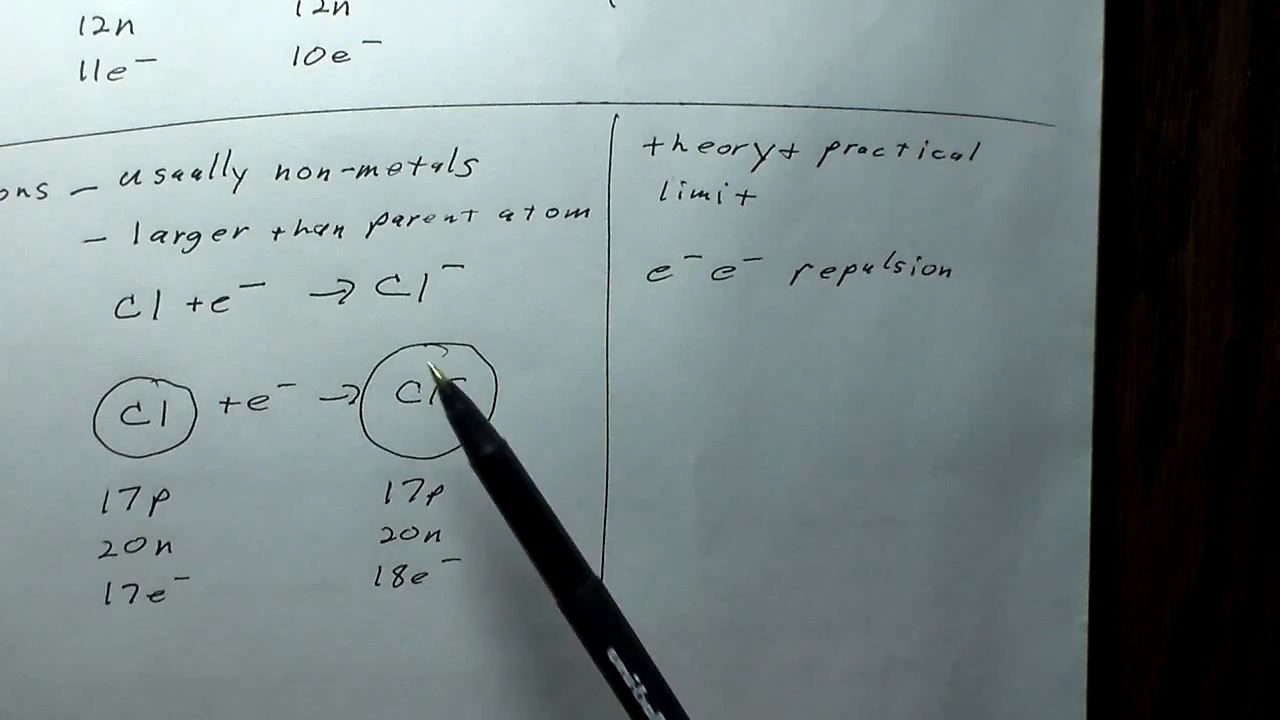 12n 12n
11e⁻ 10e⁻
ons - usually non-metals
- larger than parent atom
Cl + e⁻ → Cl⁻
Cl + e⁻ → Cl⁻
17p 17p
20n 20n
17e⁻ 18e⁻
theory + practical
limit
e⁻ e⁻ repulsion